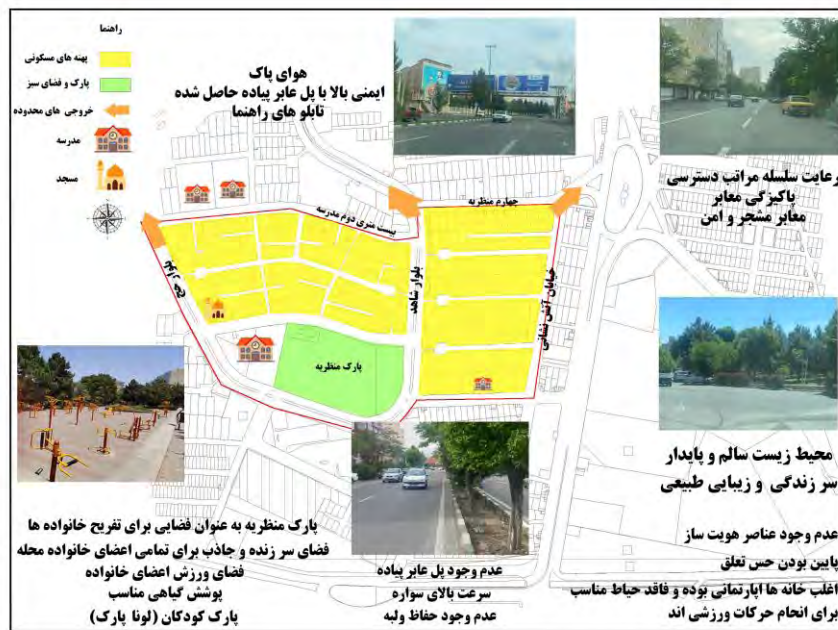 راهنما
پهنه های مسکونی
پارک و فضای سبز
خروجی های محدوده
مدرسه
مسجد
هوای پاک
ایمنی بالا با پل عابر پیاده حاصل شده
تابلو های راهنما
رعایت سلسله مراتب دسترسی
پاکیزگی معابر
معابر مشجر و امن
چهارم منظریه
بیست متری دوم مدرسه
بلوار حج
بلوار شاهد
خیابان آتش نشانی
پارک منظریه
محیط زیست سالم و پایدار
سر زندگی و زیبایی طبیعی
پارک منظریه به عنوان فضایی برای تفریح خانواده ها
فضای سر زنده و جاذب برای تمامی اعضای خانواده محله
فضای ورزش اعضای خانواده
پوشش گیاهی مناسب
پارک کودکان (لونا پارک)
عدم وجود پل عابر پیاده
سرعت بالای سواره
عدم وجود حفاظ ولبه
عدم وجود عناصر هویت ساز
پایین بودن حس تعلق
اغلب خانه ها اپارتمانی بوده و فاقد حیاط مناسب
برای انجام حرکات ورزشی اند